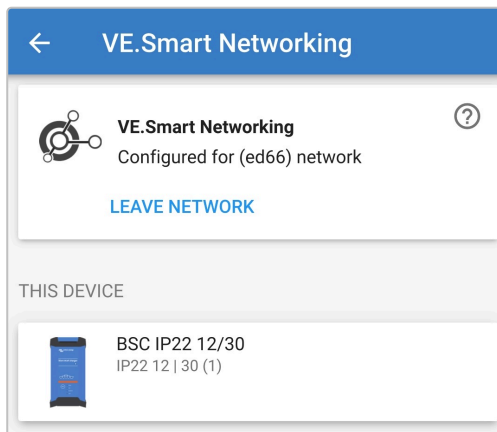 VE.Smart Networking
VE.Smart Networking
Configured for (ed66) network
LEAVE NETWORK
THIS DEVICE
BSC IP22 12/30
IP22 12 | 30 (1)